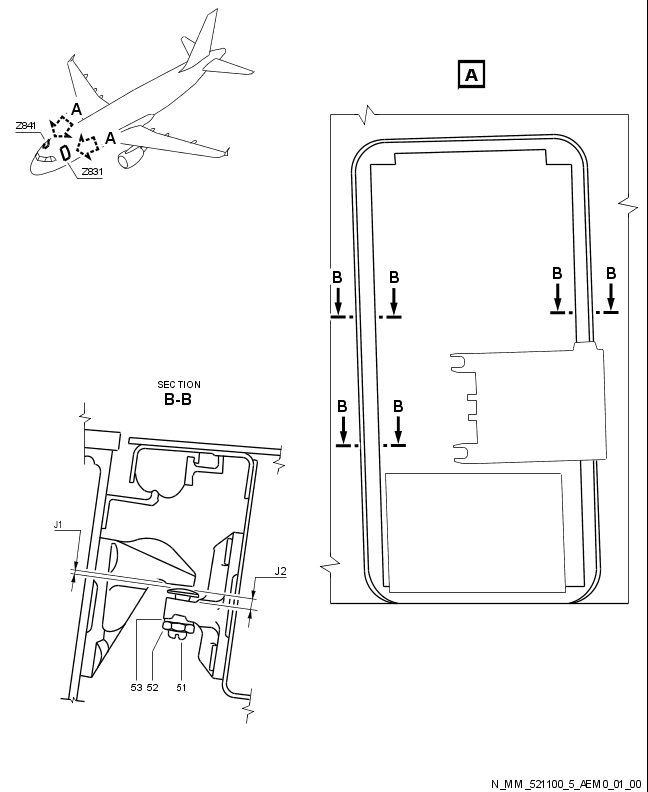 A
A
Z841
A
Z831
B
B
B
B
SECTION
B-B
B
B
J1
J2
53
52
51
N_MM_521100_5_AEM0_01_00